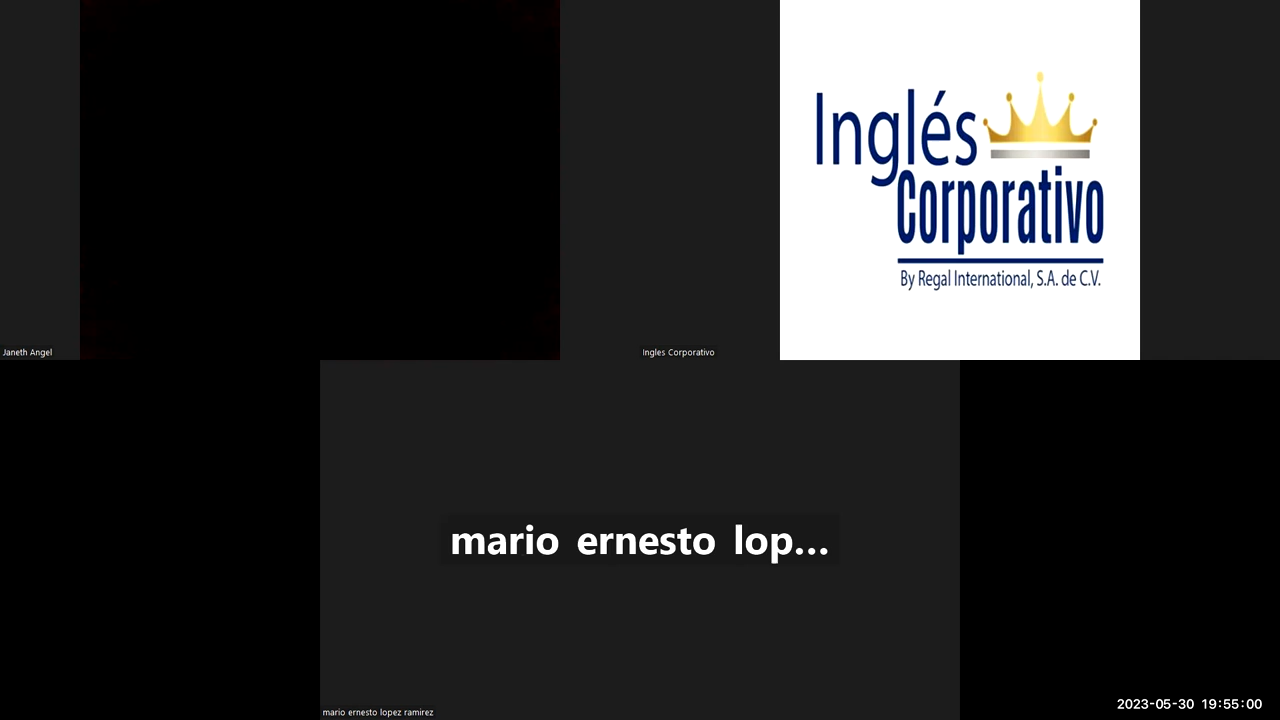 Inglés
Corporativo
By Regal International, S.A. de C.V.
Janeth Angel
Ingles Corporativo
mario ernesto lop...
mario ernesto lopez ramirez
2023-05-30 19:55:00